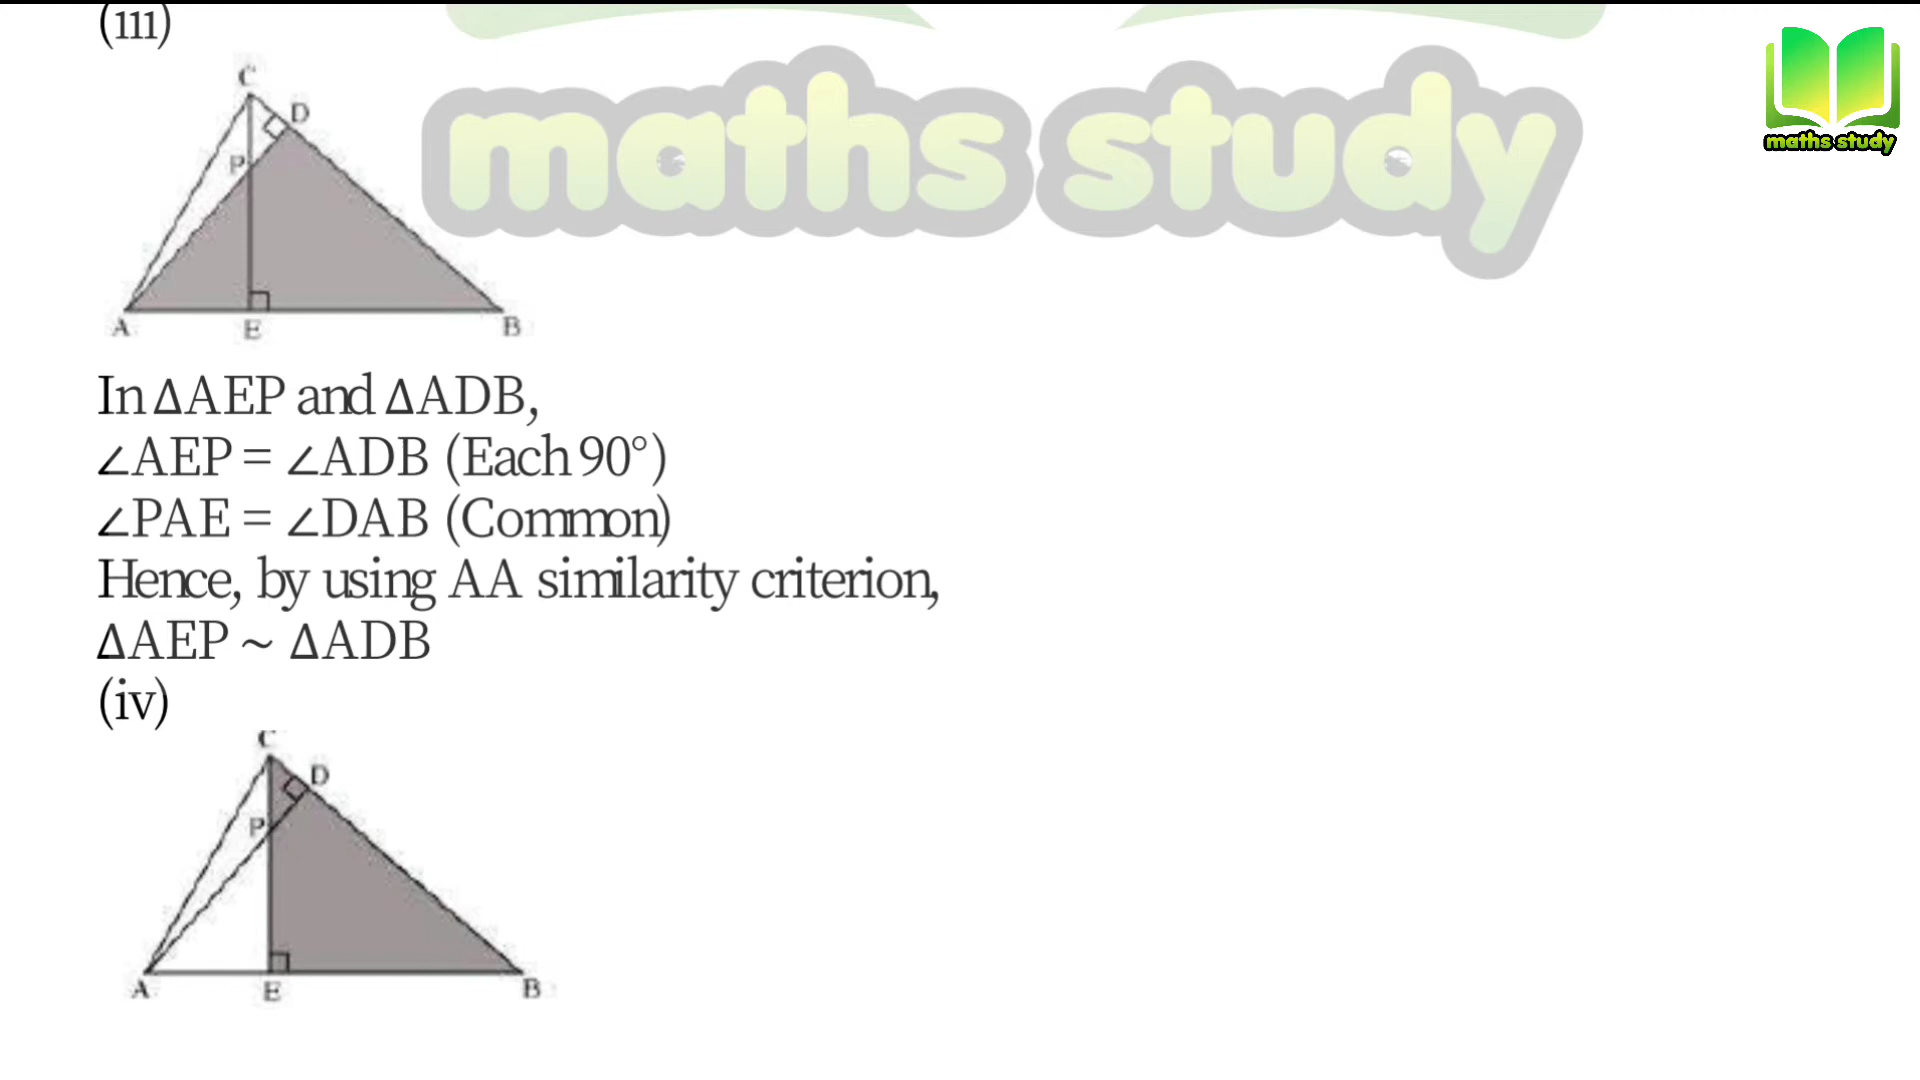 (iii)
maths study
maths study
C
D
P
A
E
B
In ΔAEP and ΔADB,
∠AEP = ∠ADB (Each 90°)
∠PAE = ∠DAB (Common)
Hence, by using AA similarity criterion,
ΔAEP ~ ΔADB
(iv)
C
D
P
A
E
B